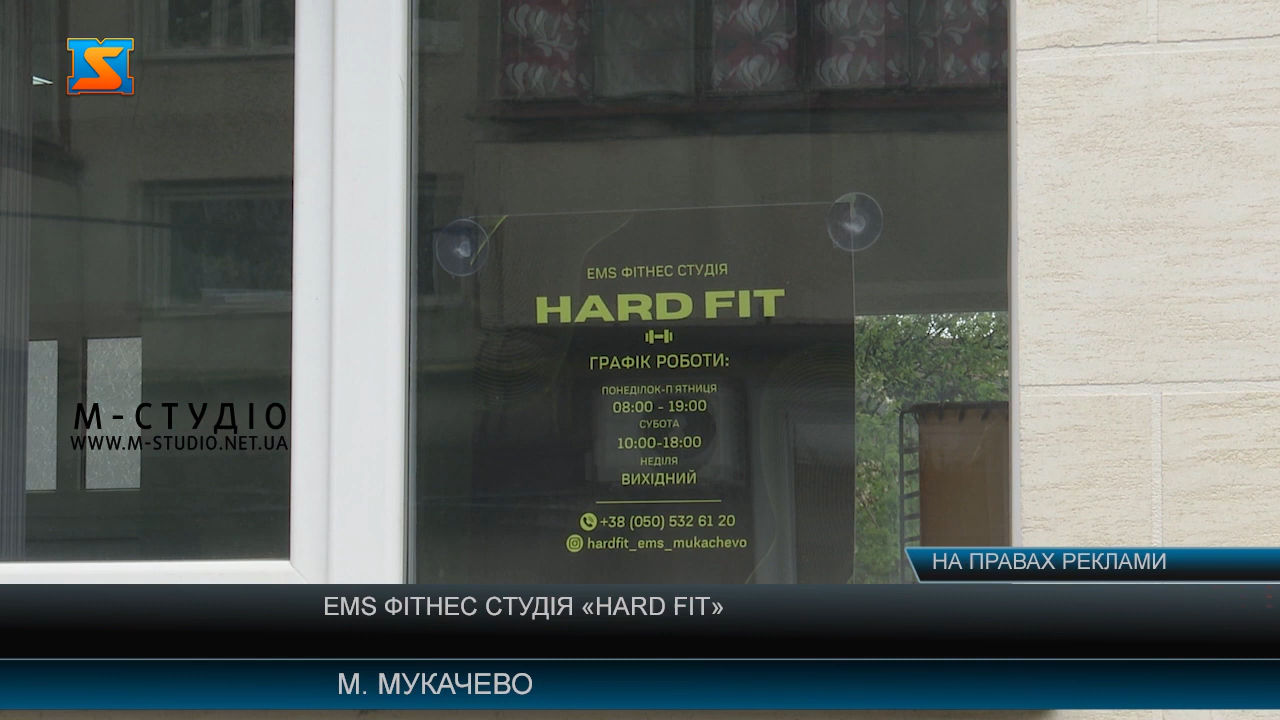 М-СТУДІО
WWW.M-STUDIO.NET.UA
EMS ФІТНЕС СТУДІЯ
HARD FIT
ГРАФІК РОБОТИ:
ПОНЕДІЛОК-П'ЯТНИЦЯ
08:00 - 19:00
СУБОТА
10:00-18:00
НЕДІЛЯ
ВИХІДНИЙ
+38 (050) 532 61 20
hardfit_ems_mukachevo
НА ПРАВАХ РЕКЛАМИ
EMS ФІТНЕС СТУДІЯ «HARD FIT»
М. МУКАЧЕВО